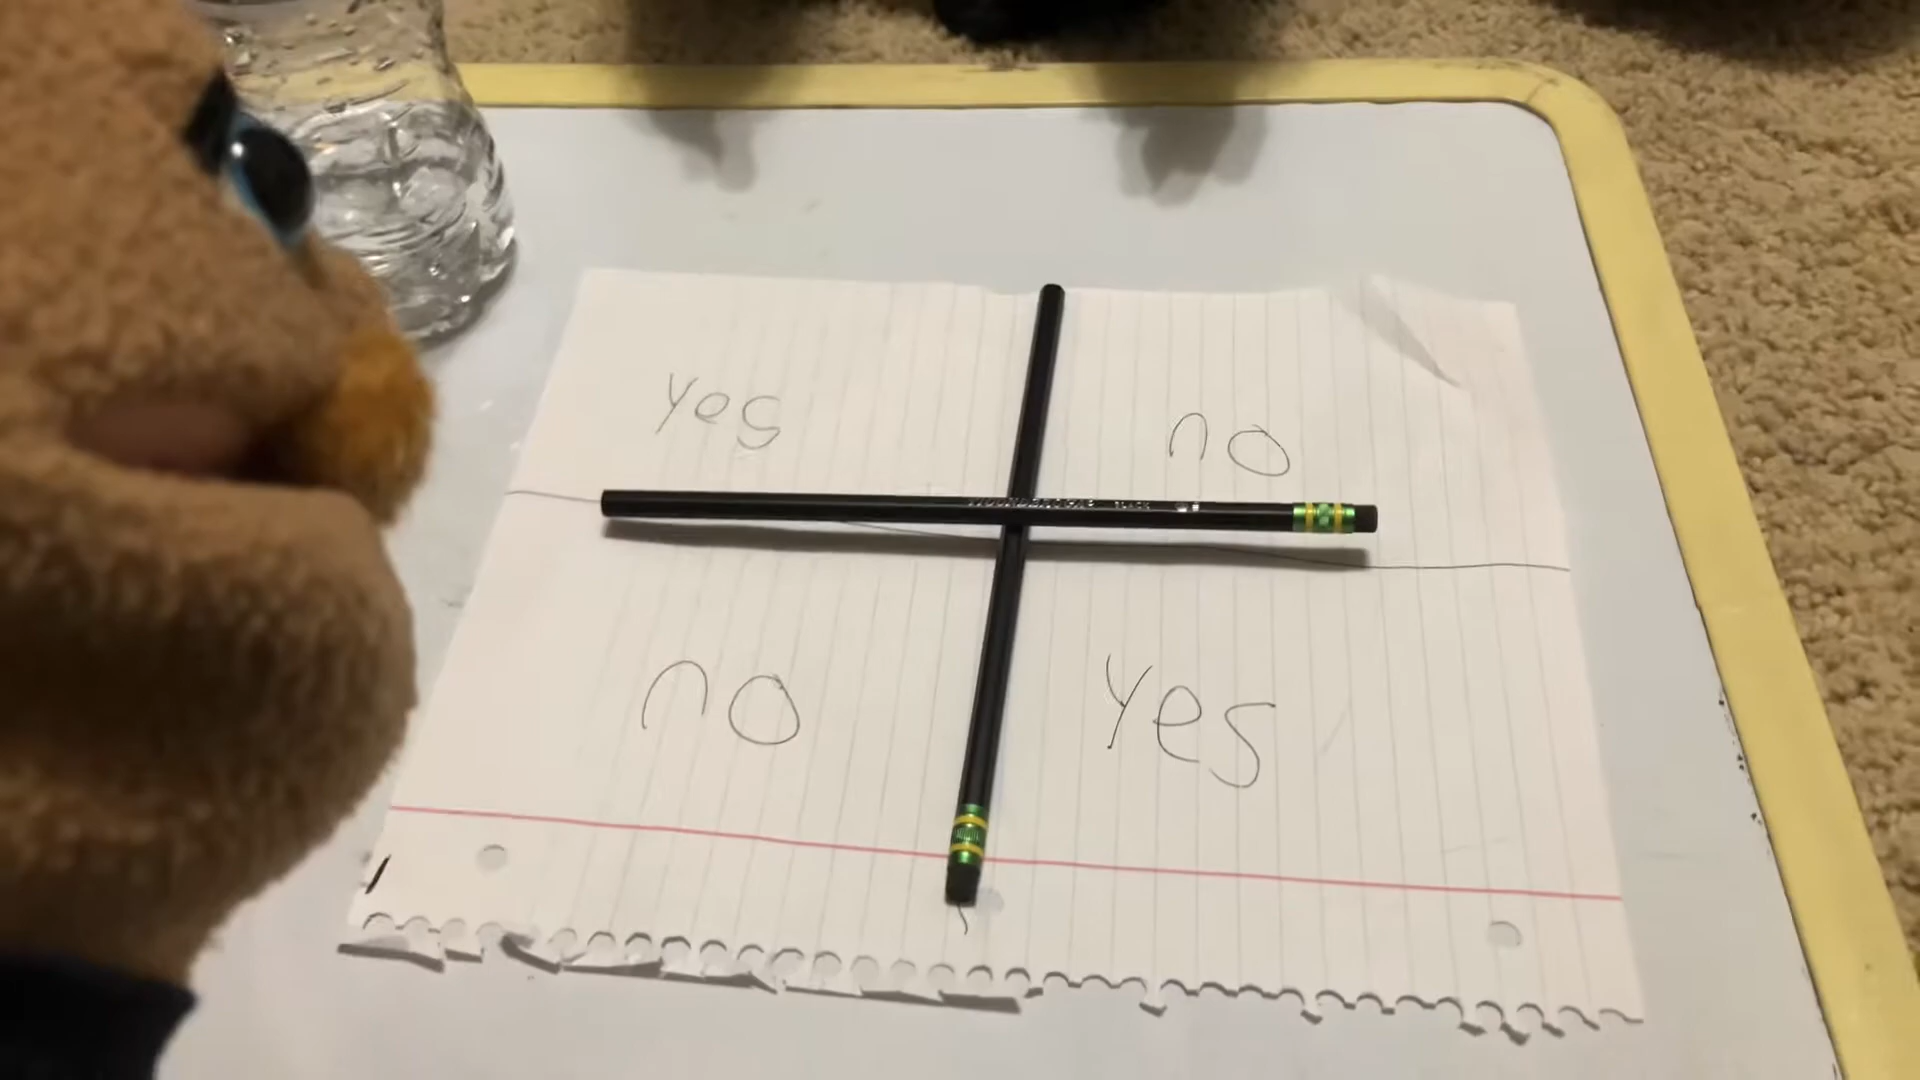 yes no
no yes